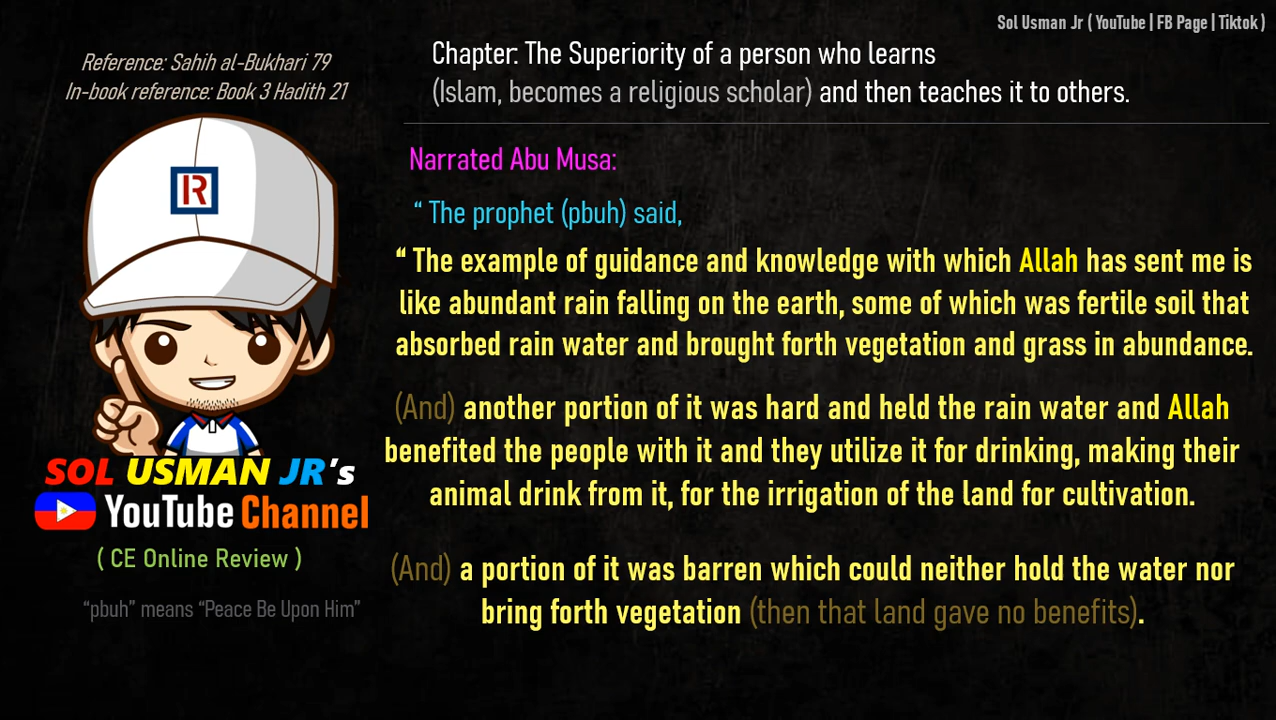 Sol Usman Jr ( YouTube | FB Page | Tiktok )
Reference: Sahih al-Bukhari 79
In-book reference: Book 3 Hadith 21
Chapter: The Superiority of a person who learns
(Islam, becomes a religious scholar) and then teaches it to others.
Narrated Abu Musa:
“ The prophet (pbuh) said,
“ The example of guidance and knowledge with which Allah has sent me is
like abundant rain falling on the earth, some of which was fertile soil that
absorbed rain water and brought forth vegetation and grass in abundance.
(And) another portion of it was hard and held the rain water and Allah
benefited the people with it and they utilize it for drinking, making their
animal drink from it, for the irrigation of the land for cultivation.
(And) a portion of it was barren which could neither hold the water nor
bring forth vegetation (then that land gave no benefits).
R
SOL USMAN JR's
YouTube Channel
( CE Online Review )
“pbuh” means “Peace Be Upon Him”